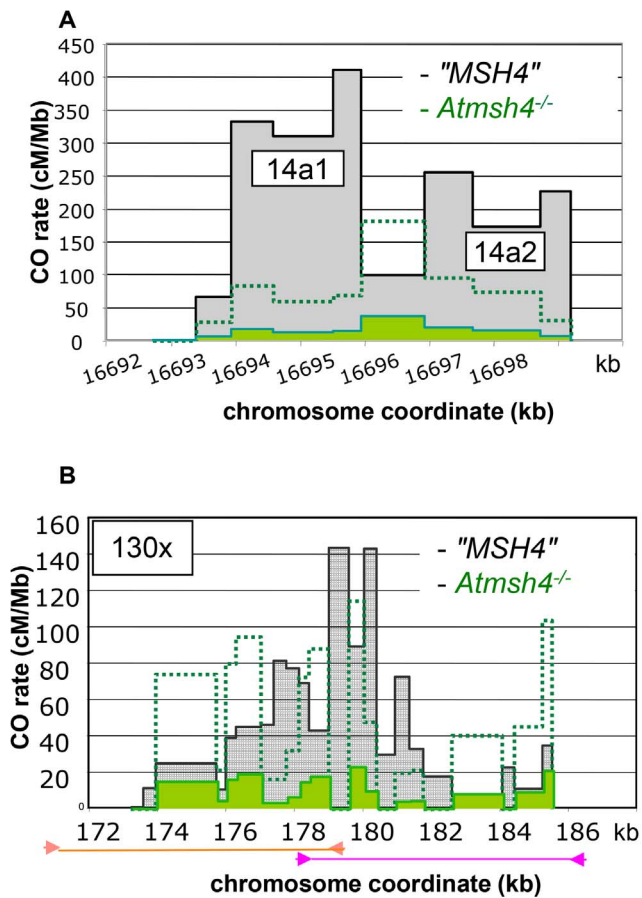 A
450
400
350
300
250
200
150
100
50
0
CO rate (cM/Mb)
- "MSH4"
- Atmsh4-/-
14a1
14a2
16692 16693 16694 16695 16696 16697 16698 kb
chromosome coordinate (kb)
B
160
140
120
100
80
60
40
20
0
CO rate (cM/Mb)
130x
- "MSH4"
- Atmsh4-/-
172 174 176 178 180 182 184 186 kb
chromosome coordinate (kb)